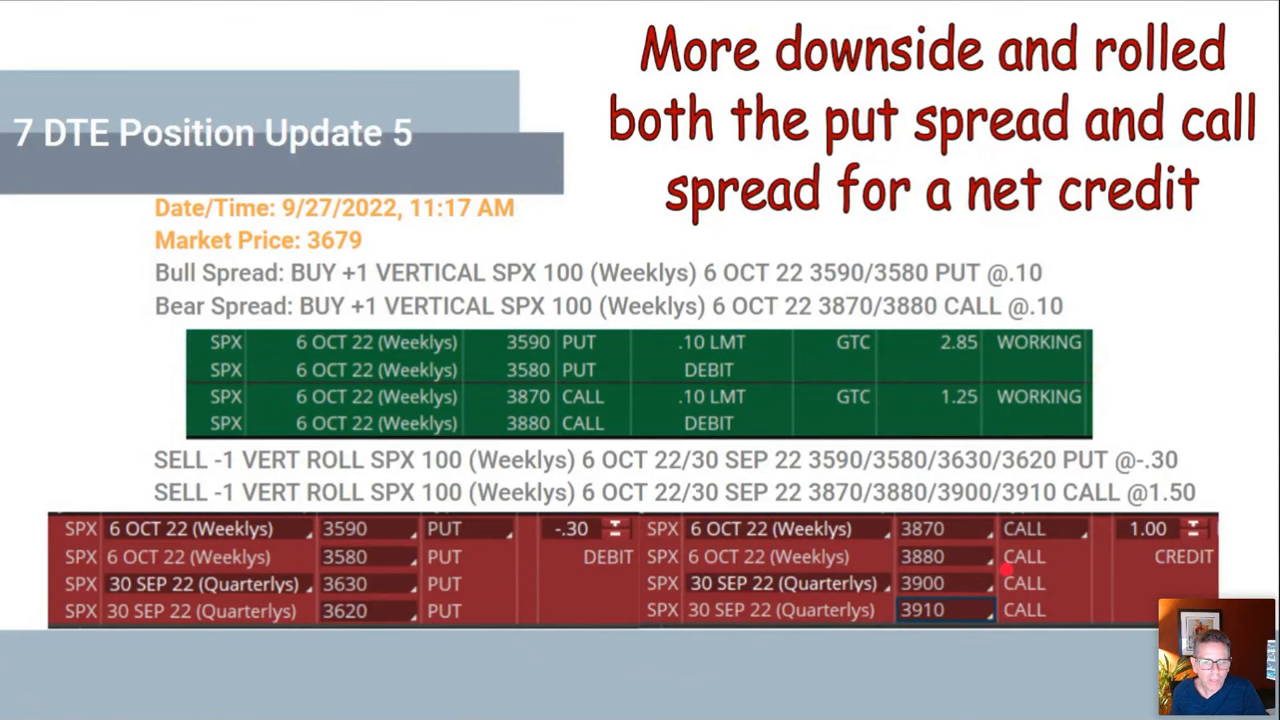 More downside and rolled
both the put spread and call
spread for a net credit
7 DTE Position Update 5
Date/Time: 9/27/2022, 11:17 AM
Market Price: 3679
Bull Spread: BUY +1 VERTICAL SPX 100 (Weeklys) 6 OCT 22 3590/3580 PUT @.10
Bear Spread: BUY +1 VERTICAL SPX 100 (Weeklys) 6 OCT 22 3870/3880 CALL @.10
SPX 6 OCT 22 (Weeklys) 3590 PUT .10 LMT GTC 2.85 WORKING
SPX 6 OCT 22 (Weeklys) 3580 PUT DEBIT
SPX 6 OCT 22 (Weeklys) 3870 CALL .10 LMT GTC 1.25 WORKING
SPX 6 OCT 22 (Weeklys) 3880 CALL DEBIT
SELL -1 VERT ROLL SPX 100 (Weeklys) 6 OCT 22/30 SEP 22 3590/3580/3630/3620 PUT @-.30
SELL -1 VERT ROLL SPX 100 (Weeklys) 6 OCT 22/30 SEP 22 3870/3880/3900/3910 CALL @1.50
SPX 6 OCT 22 (Weeklys) 3590 PUT -.30 SPX 6 OCT 22 (Weeklys) 3870 CALL 1.00
SPX 6 OCT 22 (Weeklys) 3580 PUT DEBIT SPX 6 OCT 22 (Weeklys) 3880 CALL CREDIT
SPX 30 SEP 22 (Quarterlys) 3630 PUT SPX 30 SEP 22 (Quarterlys) 3900 CALL
SPX 30 SEP 22 (Quarterlys) 3620 PUT SPX 30 SEP 22 (Quarterlys) 3910 CALL